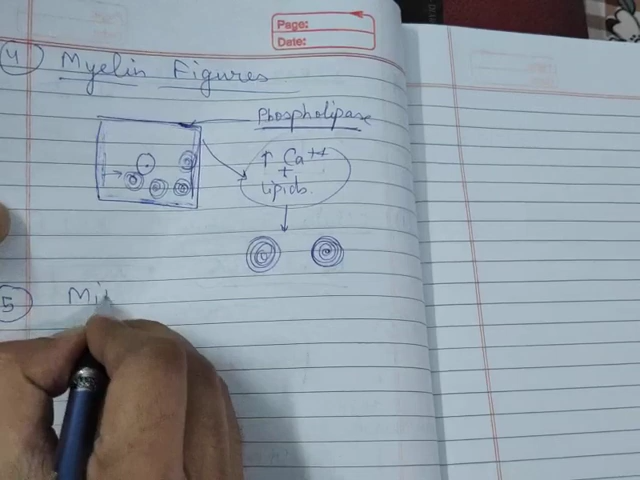 Page:
Date:
4 Myelin Figures
Phospholipase
↑ Ca++
+
Lipids.
5 Mi